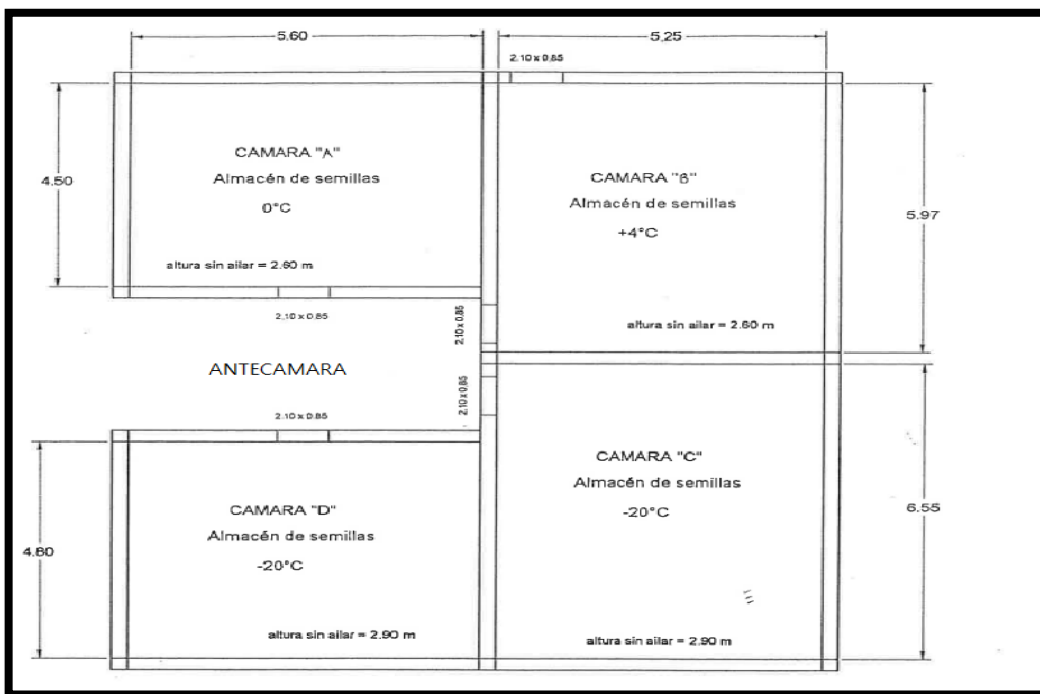 5.60
5.25
2.10 x 0.85
4.50
CAMARA "A"
Almacén de semillas
0°C
altura sin ailar = 2.60 m
CAMARA "B"
Almacén de semillas
+4°C
5.97
altura sin ailar = 2.60 m
2.10 x 0.85
2.10 x 0.85
ANTECAMARA
2.10 x 0.85
2.10 x 0.85
CAMARA "C"
Almacén de semillas
-20°C
6.55
altura sin ailar = 2.90 m
4.60
CAMARA "D"
Almacén de semillas
-20°C
altura sin ailar = 2.90 m